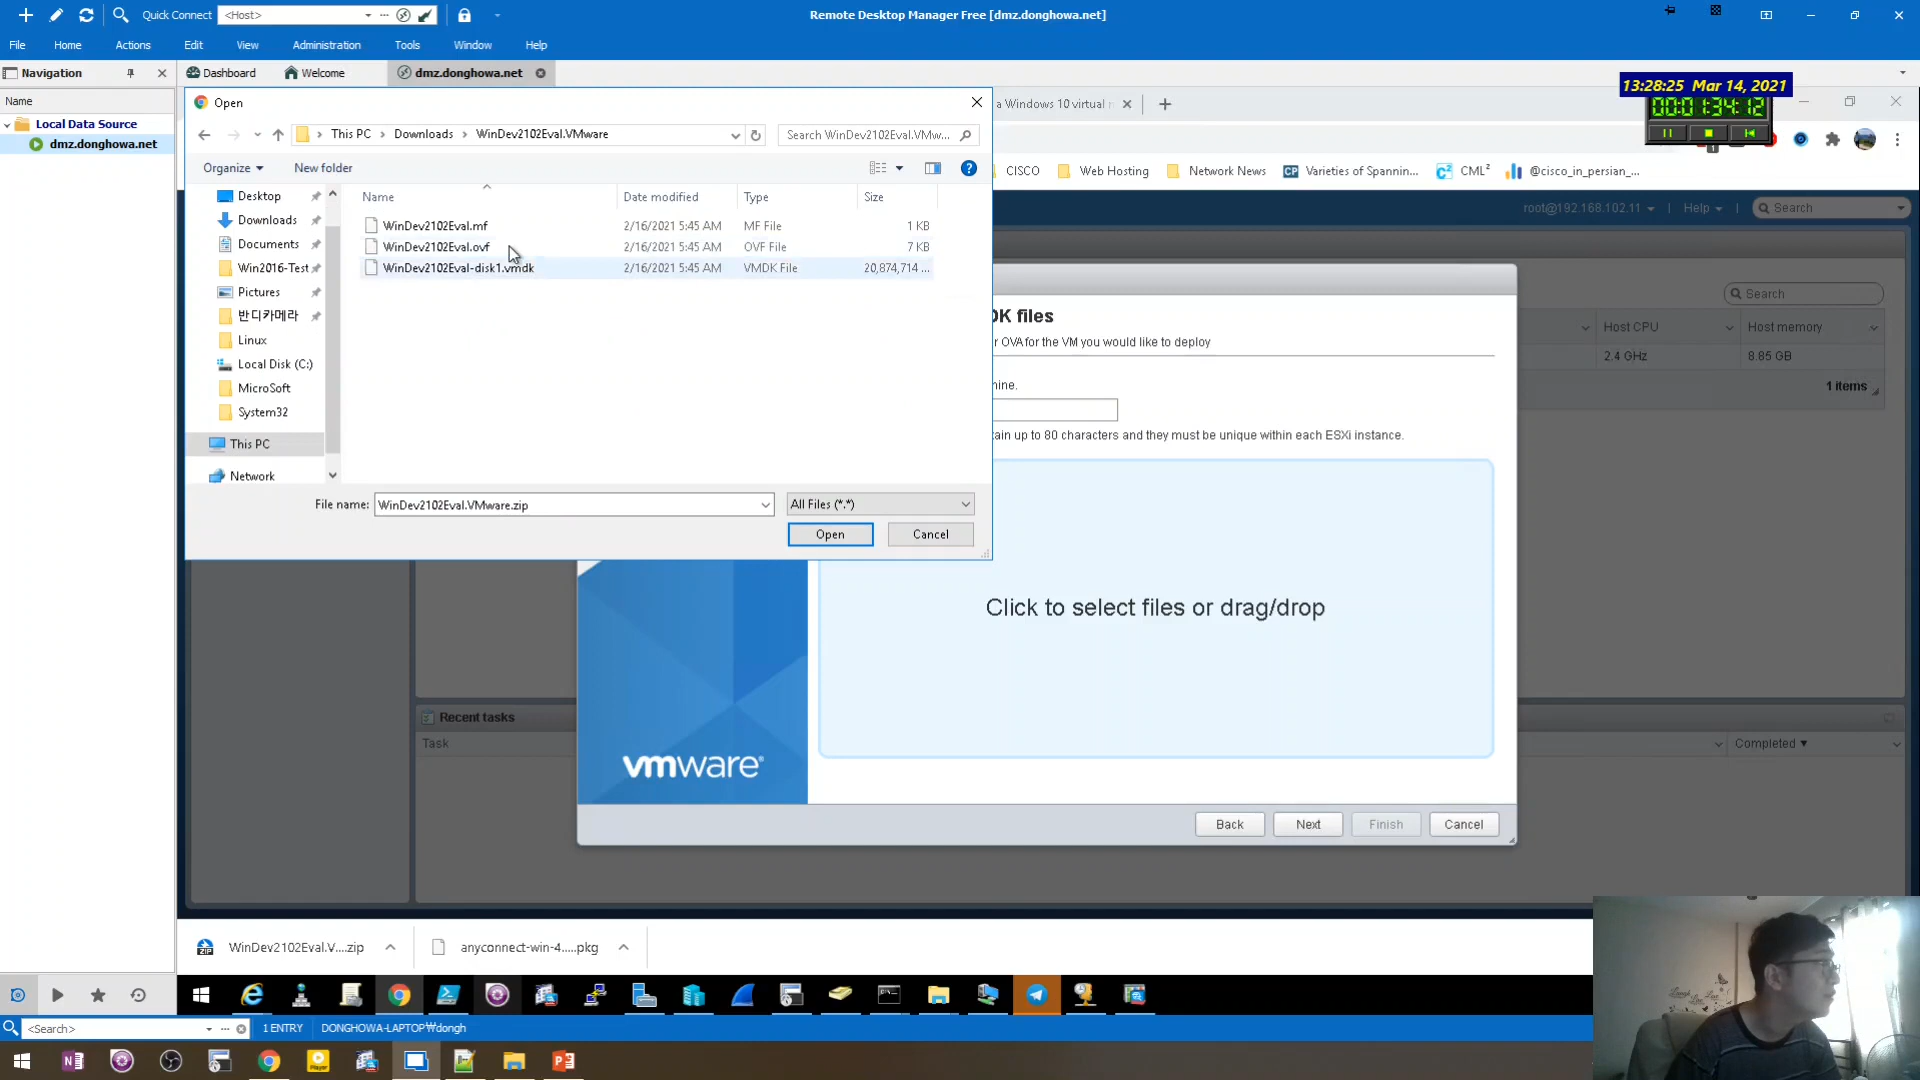 Quick Connect <Host> Remote Desktop Manager Free [dmz.donghowa.net]
File Home Actions Edit View Administration Tools Window Help
Navigation Dashboard Welcome dmz.donghowa.net
13:28:25 Mar 14, 2021
Name
Open
a Windows 10 virtual
00:01:34:12
Local Data Source
This PC Downloads WinDev2102Eval.VMware Search WinDev2102Eval.VMw...
dmz.donghowa.net
Organize New folder
CISCO Web Hosting Network News CP Varieties of Spannin... CML² @cisco_in_persian_...
Name Date modified Type Size
root@192.168.102.11 | Help | Search
WinDev2102Eval.mf 2/16/2021 5:45 AM MF File 1 KB
WinDev2102Eval.ovf 2/16/2021 5:45 AM OVF File 7 KB
WinDev2102Eval-disk1.vmdk 2/16/2021 5:45 AM VMDK File 20,874,714 ...
Desktop
Downloads
Documents
Win2016-Test
Pictures
반디카메라
Linux
Local Disk (C:)
MicroSoft
System32
This PC
Network
Search
DK files
Host CPU Host memory
r OVA for the VM you would like to deploy
2.4 GHz 8.85 GB
hine.
1 items
ain up to 80 characters and they must be unique within each ESXi instance.
File name: WinDev2102Eval.VMware.zip All Files (*.*)
Open Cancel
Click to select files or drag/drop
Recent tasks
Task Completed ▼
vmware®
Back Next Finish Cancel
WinDev2102Eval.V....zip anyconnect-win-4.....pkg
<Search> 1 ENTRY DONGHOWA-LAPTOP₩dongh